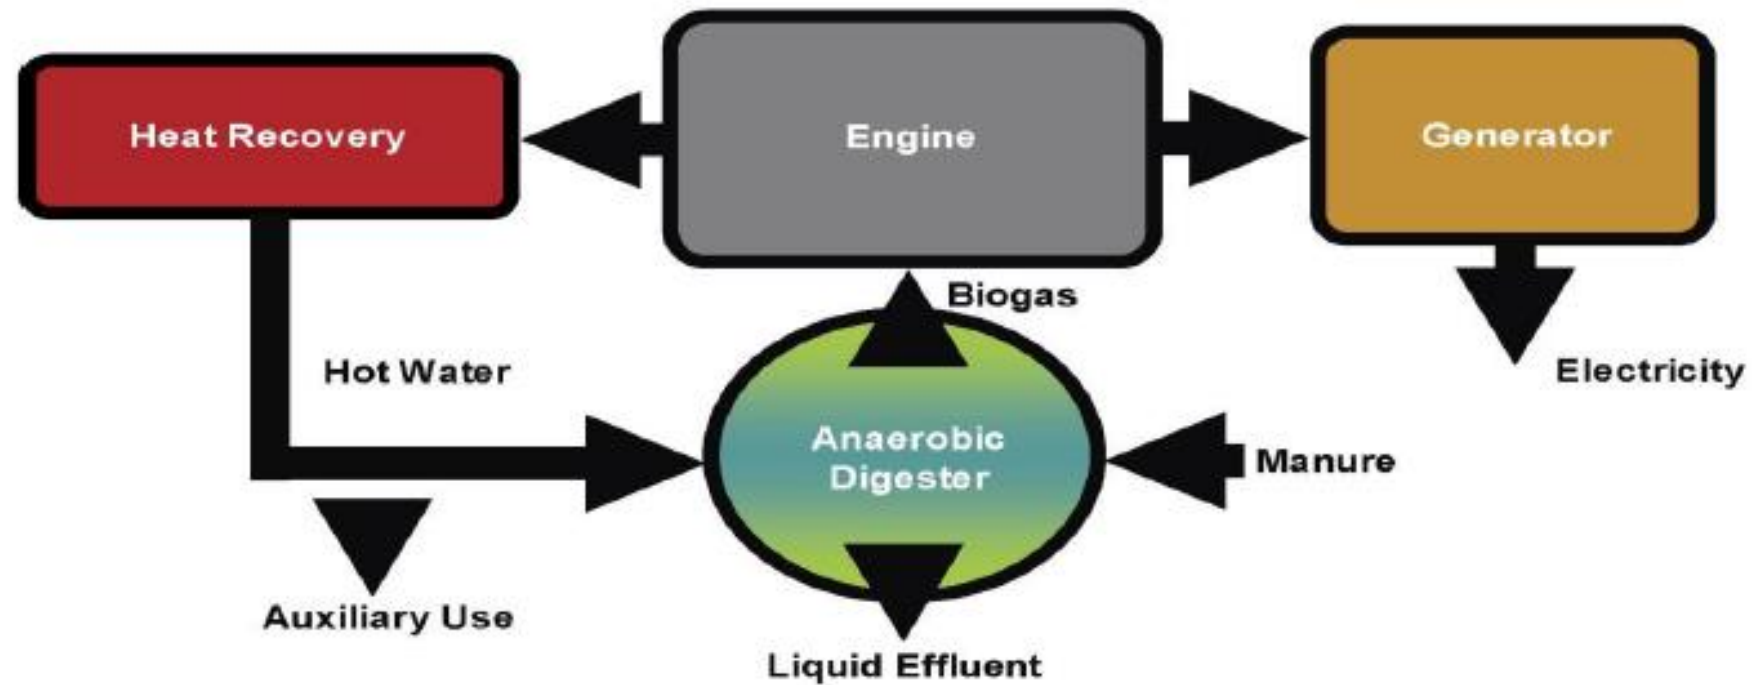 Heat Recovery
Engine
Generator
Biogas
Hot Water
Electricity
Anaerobic
Digester
Manure
Auxiliary Use
Liquid Effluent